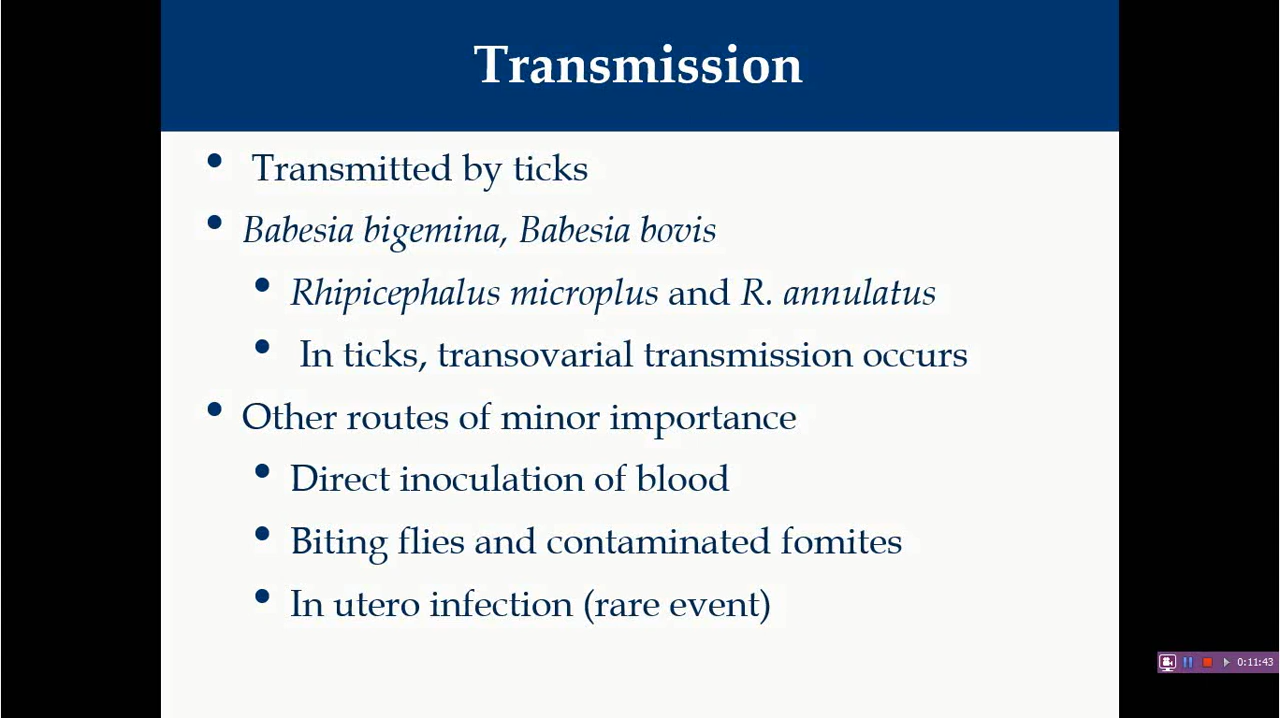 Transmission
• Transmitted by ticks
• Babesia bigemina, Babesia bovis
• Rhipicephalus microplus and R. annulatus
• In ticks, transovarial transmission occurs
• Other routes of minor importance
• Direct inoculation of blood
• Biting flies and contaminated fomites
• In utero infection (rare event)
0:11:43